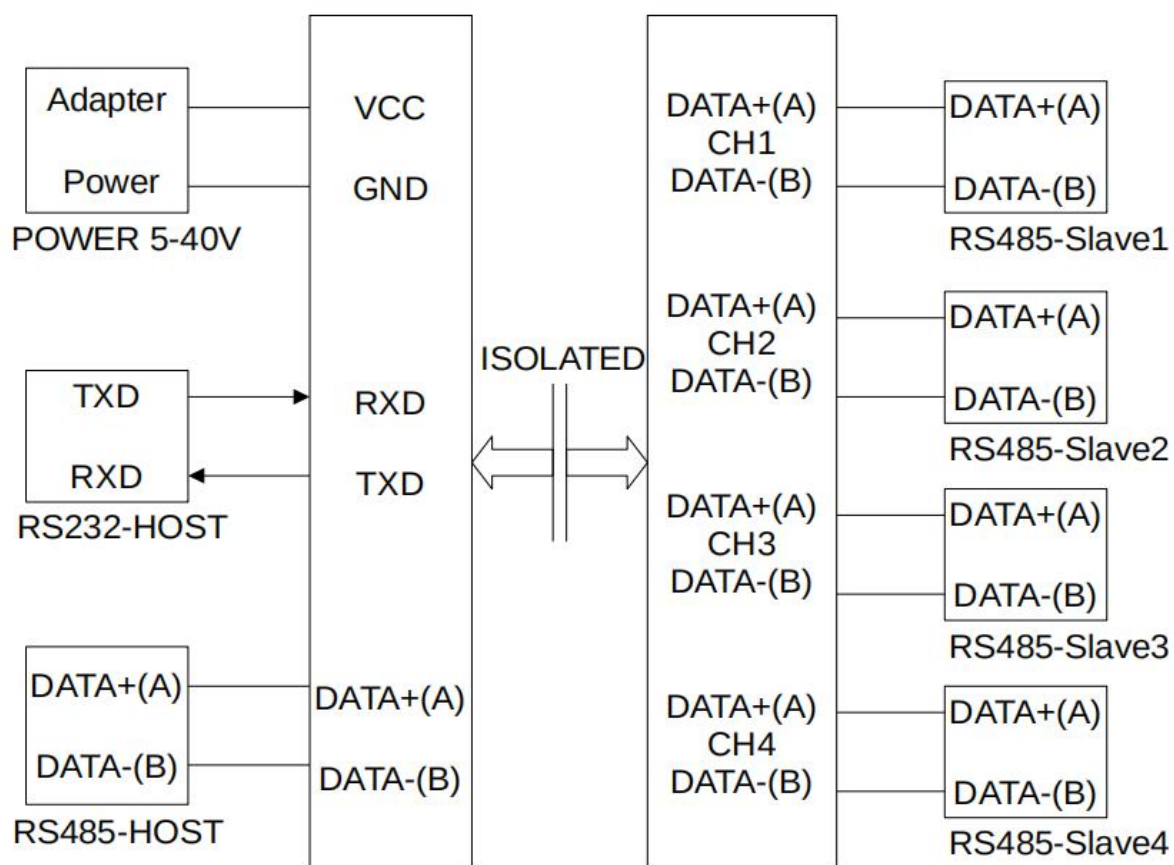 Adapter
Power
POWER 5-40V
TXD
RXD
RS232-HOST
DATA+(A)
DATA-(B)
RS485-HOST
VCC
GND
RXD
TXD
DATA+(A)
DATA-(B)
ISOLATED
DATA+(A)
CH1
DATA-(B)
DATA+(A)
CH2
DATA-(B)
DATA+(A)
CH3
DATA-(B)
DATA+(A)
CH4
DATA-(B)
DATA+(A)
DATA-(B)
RS485-Slave1
DATA+(A)
DATA-(B)
RS485-Slave2
DATA+(A)
DATA-(B)
RS485-Slave3
DATA+(A)
DATA-(B)
RS485-Slave4